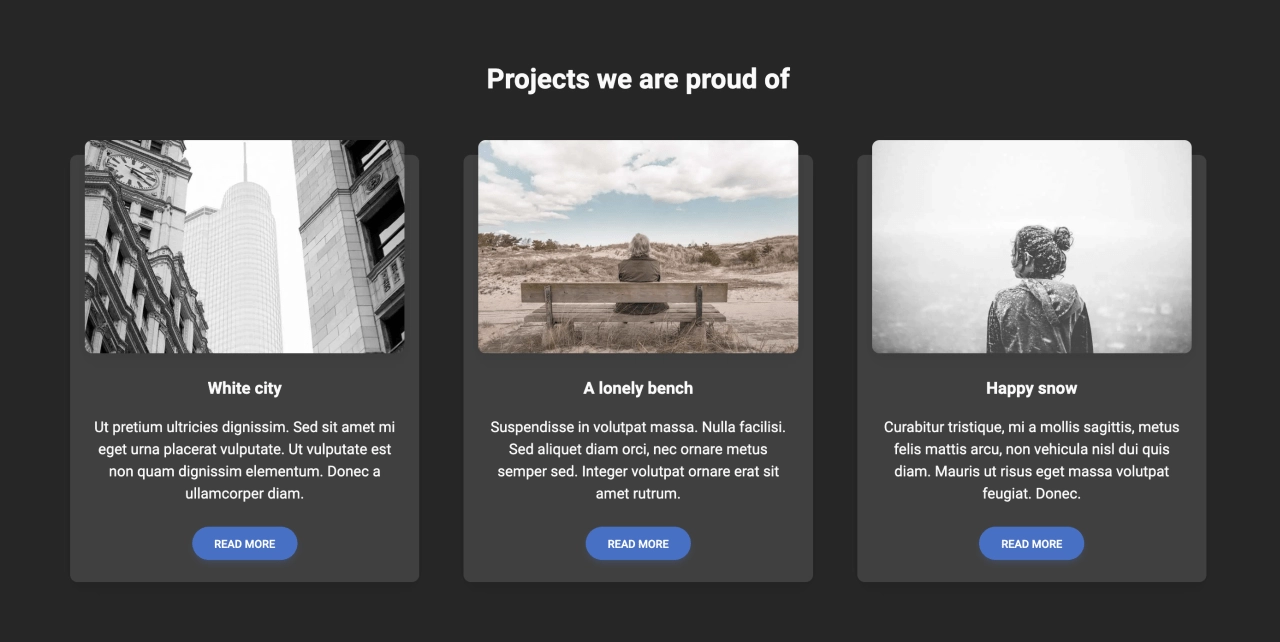 Projects we are proud of
White city
Ut pretium ultricies dignissim. Sed sit amet mi
eget urna placerat vulputate. Ut vulputate est
non quam dignissim elementum. Donec a
ullamcorper diam.
READ MORE
A lonely bench
Suspendisse in volutpat massa. Nulla facilisi.
Sed aliquet diam orci, nec ornare metus
semper sed. Integer volutpat ornare erat sit
amet rutrum.
READ MORE
Happy snow
Curabitur tristique, mi a mollis sagittis, metus
felis mattis arcu, non vehicula nisl dui quis
diam. Mauris ut risus eget massa volutpat
feugiat. Donec.
READ MORE